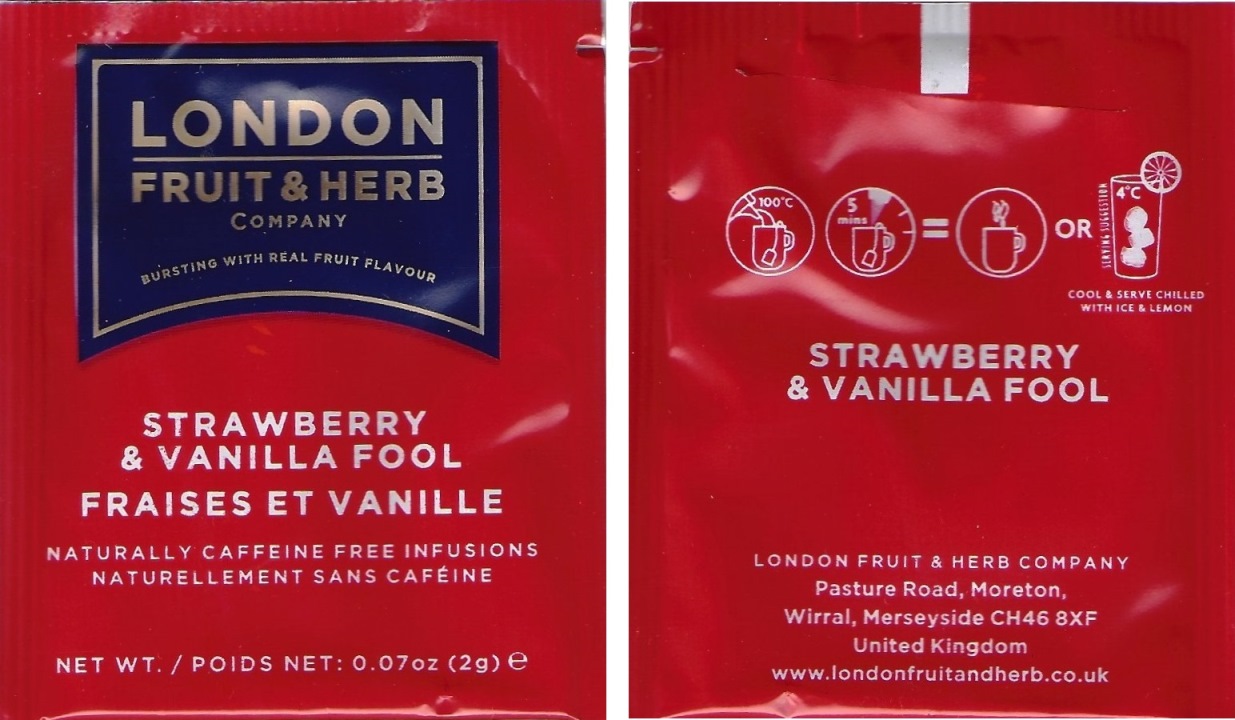 LONDON
FRUIT & HERB
COMPANY
BURSTING WITH REAL FRUIT FLAVOUR
STRAWBERRY
& VANILLA FOOL
FRAISES ET VANILLE
NATURALLY CAFFEINE FREE INFUSIONS
NATURELLEMENT SANS CAFÉINE
NET WT. / POIDS NET: 0.07oz (2g) ℮
100°C
5
mins
=
OR
SERVING SUGGESTION
4°C
COOL & SERVE CHILLED
WITH ICE & LEMON
STRAWBERRY
& VANILLA FOOL
LONDON FRUIT & HERB COMPANY
Pasture Road, Moreton,
Wirral, Merseyside CH46 8XF
United Kingdom
www.londonfruitandherb.co.uk